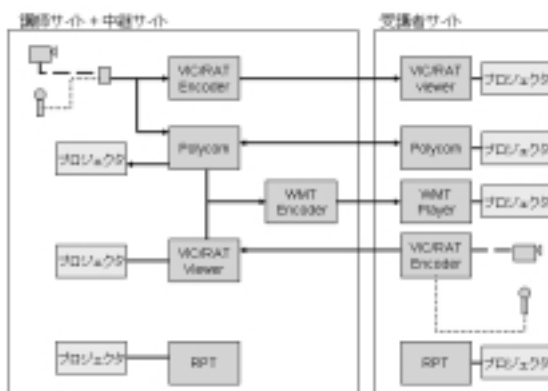 講師サイト + 中継サイト
受講者サイト
VIC/RAT
Encoder
VIC/RAT
viewer
プロジェクタ
Polycom
プロジェクタ
Polycom
プロジェクタ
WMT
Encoder
WMT
Player
プロジェクタ
プロジェクタ
VIC/RAT
Viewer
VIC/RAT
Encoder
プロジェクタ
RPT
RPT
プロジェクタ